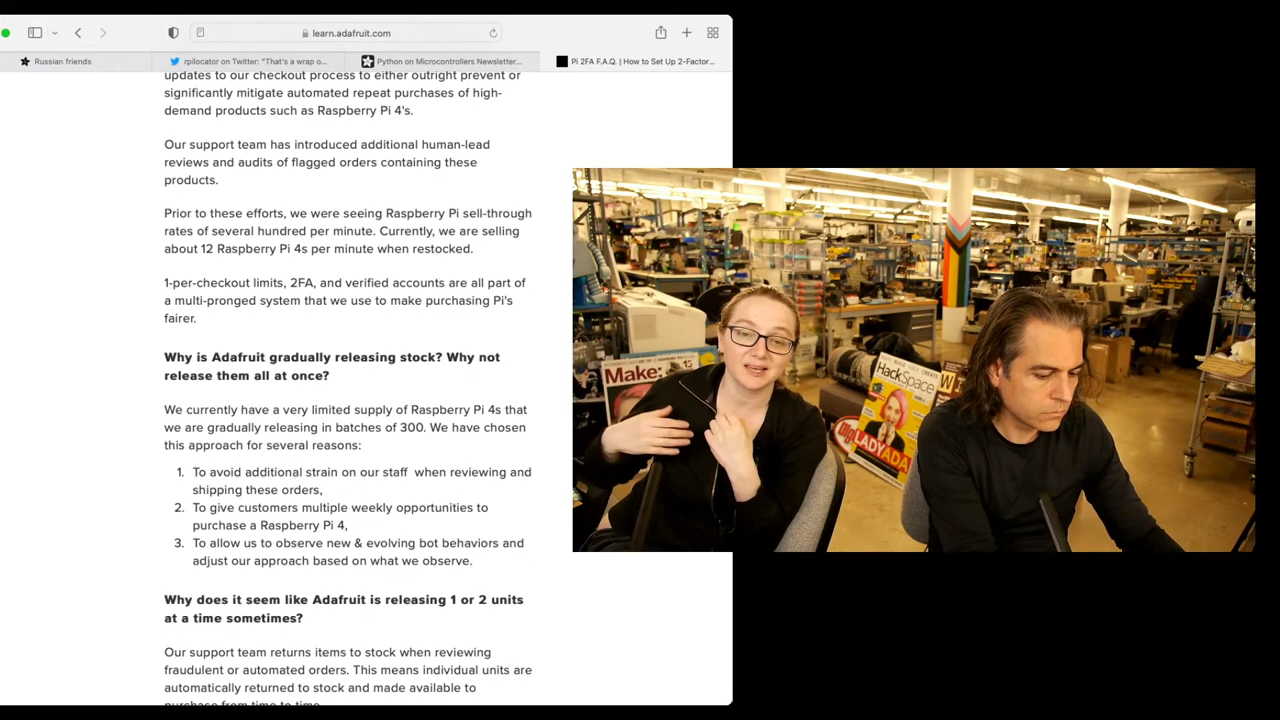 learn.adafruit.com
Russian friends
rpilocator on Twitter: "That's a wrap o...
Python on Microcontrollers Newsletter...
Pi 2FA F.A.Q. | How to Set Up 2-Factor...
updates to our checkout process to either outright prevent or
significantly mitigate automated repeat purchases of high-
demand products such as Raspberry Pi 4's.
Our support team has introduced additional human-lead
reviews and audits of flagged orders containing these
products.
Prior to these efforts, we were seeing Raspberry Pi sell-through
rates of several hundred per minute. Currently, we are selling
about 12 Raspberry Pi 4s per minute when restocked.
1-per-checkout limits, 2FA, and verified accounts are all part of
a multi-pronged system that we use to make purchasing Pi's
fairer.
Why is Adafruit gradually releasing stock? Why not
release them all at once?
We currently have a very limited supply of Raspberry Pi 4s that
we are gradually releasing in batches of 300. We have chosen
this approach for several reasons:
1. To avoid additional strain on our staff when reviewing and
shipping these orders,
2. To give customers multiple weekly opportunities to
purchase a Raspberry Pi 4,
3. To allow us to observe new & evolving bot behaviors and
adjust our approach based on what we observe.
Why does it seem like Adafruit is releasing 1 or 2 units
at a time sometimes?
Our support team returns items to stock when reviewing
fraudulent or automated orders. This means individual units are
automatically returned to stock and made available to
purchase from time to time.
Make:
HackSpace
LADYADA